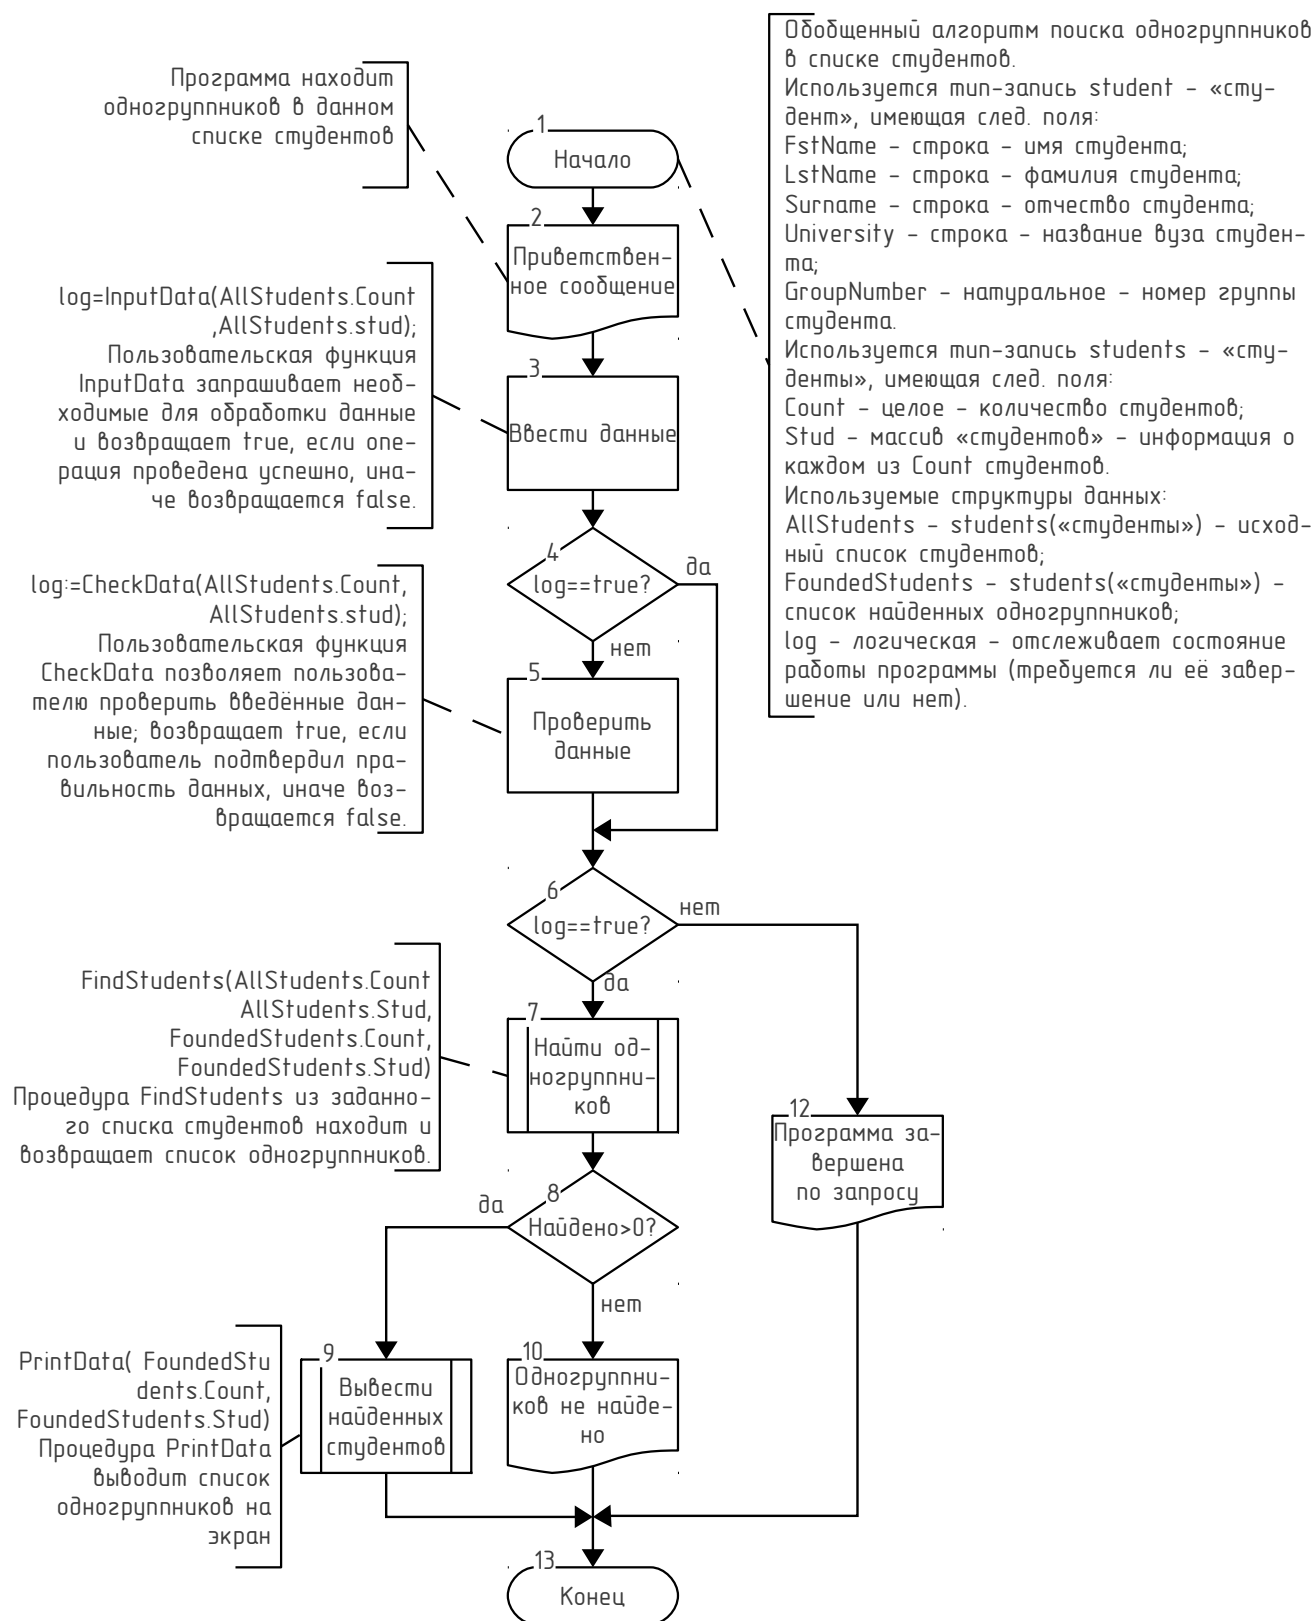 Обобщенный алгоритм поиска одногруппников
в списке студентов.
Используется тип-запись student - «сту-
дент», имеющая след. поля:
FstName - строка - имя студента;
LstName - строка - фамилия студента;
Surname - строка - отчество студента;
University - строка - название вуза студен-
та;
GroupNumber - натуральное - номер группы
студента.
Используется тип-запись students - «сту-
денты», имеющая след. поля:
Count - целое - количество студентов;
Stud - массив «студентов» - информация о
каждом из Count студентов.
Используемые структуры данных:
AllStudents - students(«студенты») - исход-
ный список студентов;
FoundedStudents - students(«студенты») -
список найденных одногруппников;
log - логическая - отслеживает состояние
работы программы (требуется ли её завер-
шение или нет).
1
Начало
Программа находит
одногруппников в данном
списке студентов
2
Приветствен-
ное сообщение
log=InputData(AllStudents.Count
,AllStudents.stud);
Пользовательская функция
InputData запрашивает необ-
ходимые для обработки данные
и возвращает true, если опе-
рация проведена успешно, ина-
че возвращается false.
3
Ввести данные
4
log==true?
да
нет
log:=CheckData(AllStudents.Count,
AllStudents.stud);
Пользовательская функция
CheckData позволяет пользова-
телю проверить введённые дан-
ные; возвращает true, если
пользователь подтвердил пра-
вильность данных, иначе воз-
вращается false.
5
Проверить
данные
6
log==true?
нет
да
FindStudents(AllStudents.Count
AllStudents.Stud,
FoundedStudents.Count,
FoundedStudents.Stud)
Процедура FindStudents из заданно-
го списка студентов находит и
возвращает список одногруппников.
7
Найти од-
ногруппни-
ков
12
Программа за-
вершена
по запросу
8
Найдено>0?
да
нет
PrintData( FoundedStu
dents.Count,
FoundedStudents.Stud)
Процедура PrintData
выводит список
одногруппников на
экран
9
Вывести
найденных
студентов
10
Одногруппни-
ков не найде-
но
13
Конец